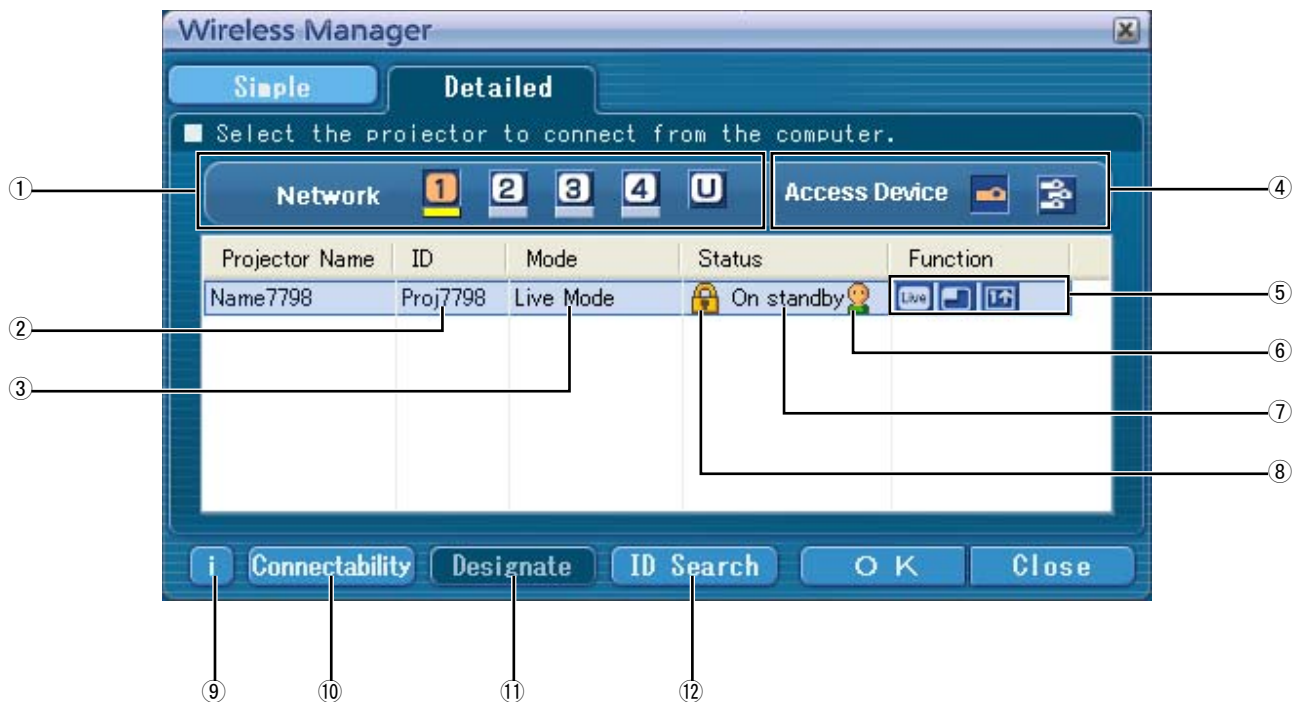 Wireless Manager
Simple Detailed
Select the projector to connect from the computer.
① Network 1 2 3 4 U Access Device ④
Projector Name ID Mode Status Function
Name7798 Proj7798 Live Mode On standby Live ⑤
②
⑥
③
⑦
⑧
i Connectability Designate ID Search OK Close
⑨ ⑩ ⑪ ⑫